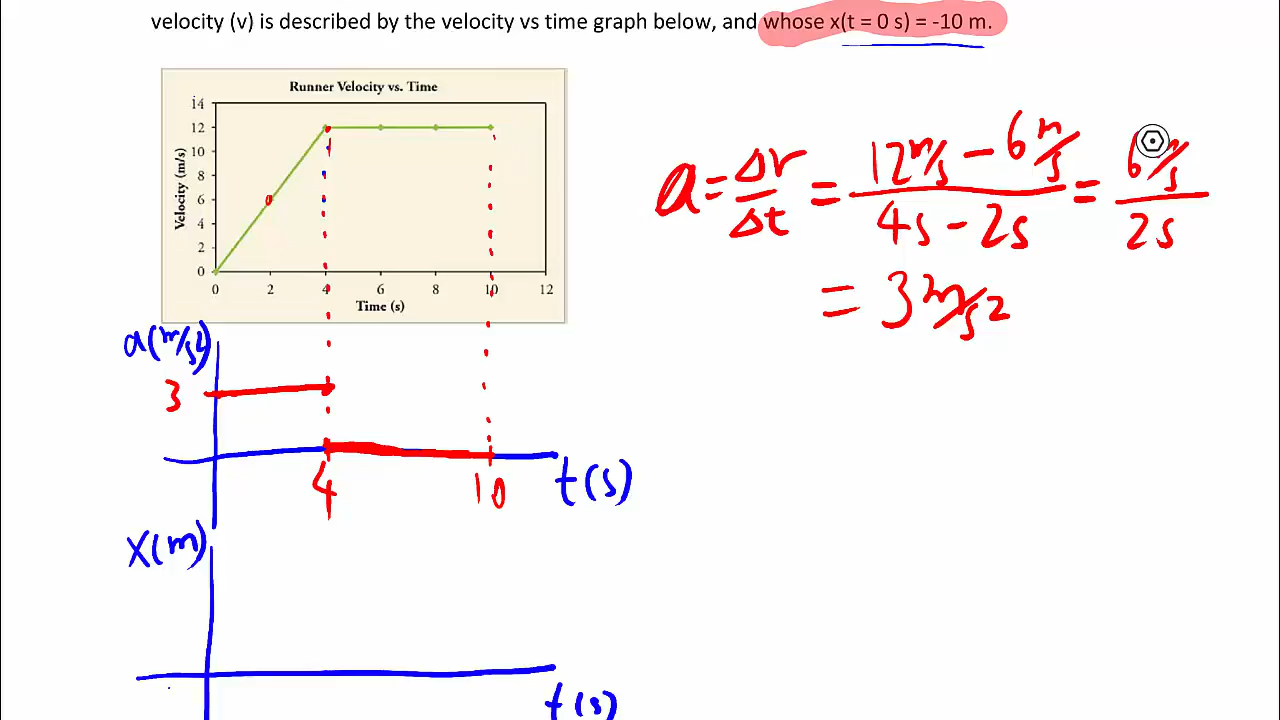 velocity (v) is described by the velocity vs time graph below, and whose x(t = 0 s) = -10 m.
Runner Velocity vs. Time
Velocity (m/s)
14
12
10
8
6
4
2
0
0 2 4 6 8 10 12
Time (s)
a = Δv/Δt = (12 m/s - 6 m/s)/(4s - 2s) = (6 m/s)/(2s)
= 3 m/s²
a(m/s²)
3
4 10
t(s)
x(m)
t(s)